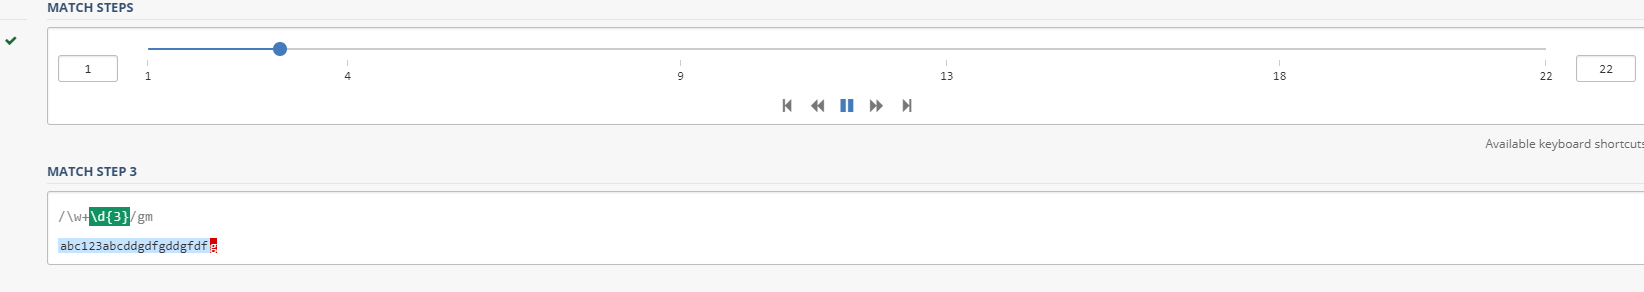 MATCH STEPS
1
1 4 9 13 18 22
22
Available keyboard shortcuts
MATCH STEP 3
/\w+\d{3}/gm
abc123abcddgdfgddgfdfg